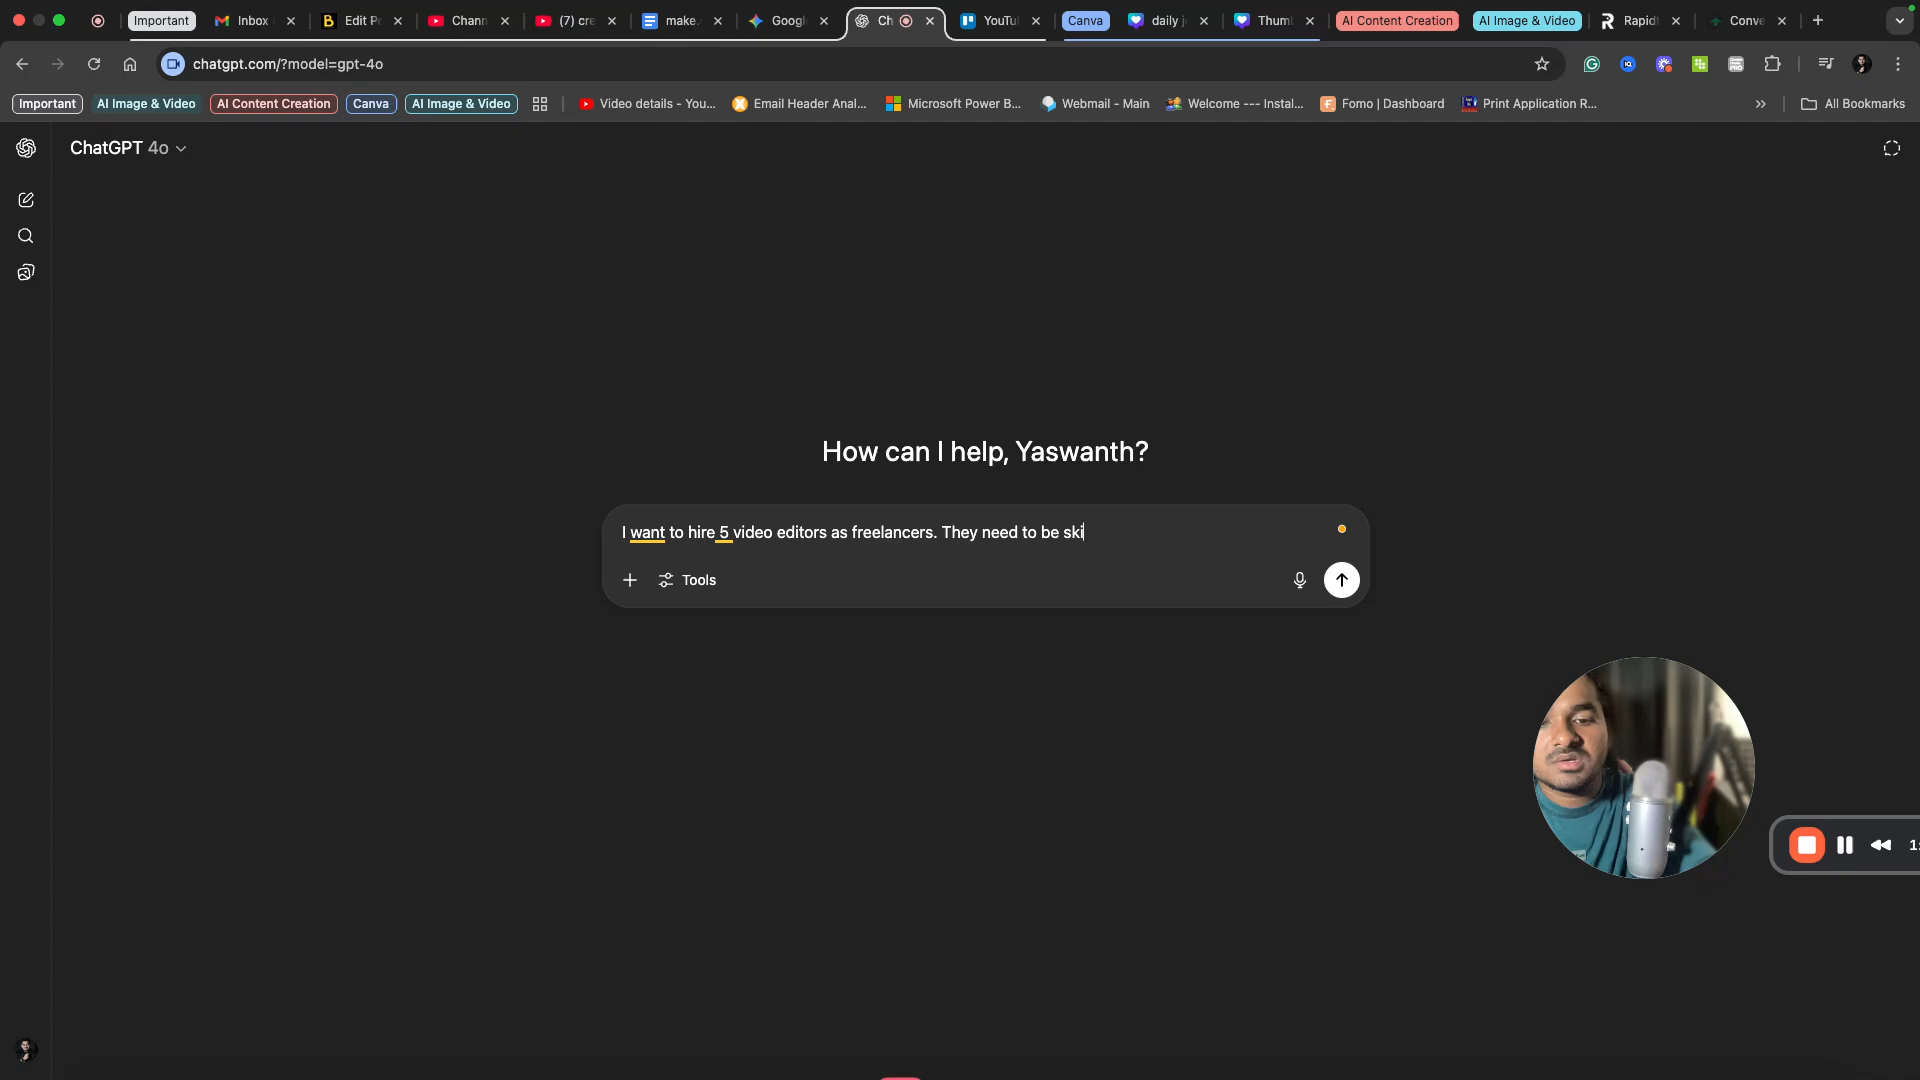 Important
Inbox
Edit P
Chann
(7) cre
make.
Googl
Ch
YouTu
Canva
daily j
Thum
AI Content Creation
AI Image & Video
Rapid
Conve
chatgpt.com/?model=gpt-4o
Important
AI Image & Video
AI Content Creation
Canva
AI Image & Video
Video details - You...
Email Header Anal...
Microsoft Power B...
Webmail - Main
Welcome --- Instal...
Fomo | Dashboard
Print Application R...
All Bookmarks
ChatGPT 4o
How can I help, Yaswanth?
I want to hire 5 video editors as freelancers. They need to be ski
Tools
1: